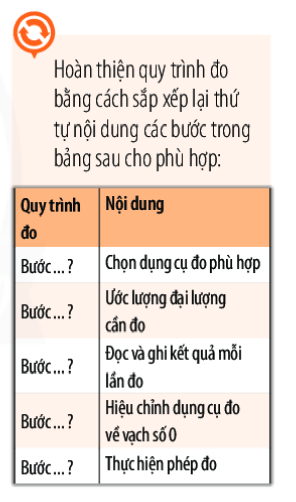 Hoàn thiện quy trình đo
bằng cách sắp xếp lại thứ
tự nội dung các bước trong
bảng sau cho phù hợp:
Quy trình
đo
Nội dung
Bước ... ?
Chọn dụng cụ đo phù hợp
Bước ... ?
Ước lượng đại lượng
cần đo
Bước ... ?
Đọc và ghi kết quả mỗi
lần đo
Bước ... ?
Hiệu chỉnh dụng cụ đo
về vạch số 0
Bước ... ?
Thực hiện phép đo